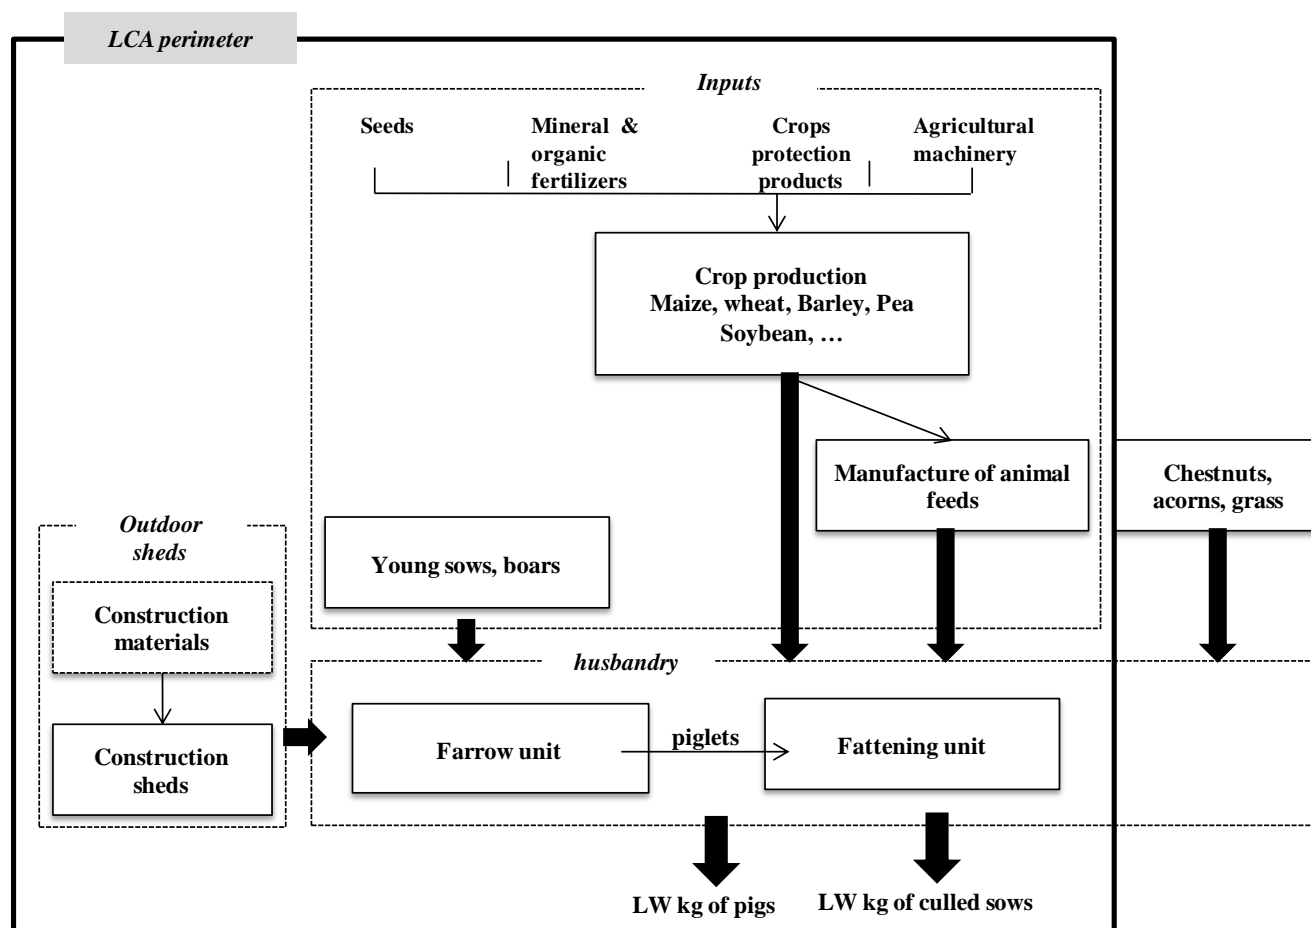 LCA perimeter
Inputs
Seeds
Mineral & organic fertilizers
Crops protection products
Agricultural machinery
Crop production
Maize, wheat, Barley, Pea
Soybean, …
Manufacture of animal
feeds
Chestnuts,
acorns, grass
Outdoor
sheds
Young sows, boars
Construction
materials
husbandry
Construction
sheds
Farrow unit
piglets
Fattening unit
LW kg of pigs
LW kg of culled sows